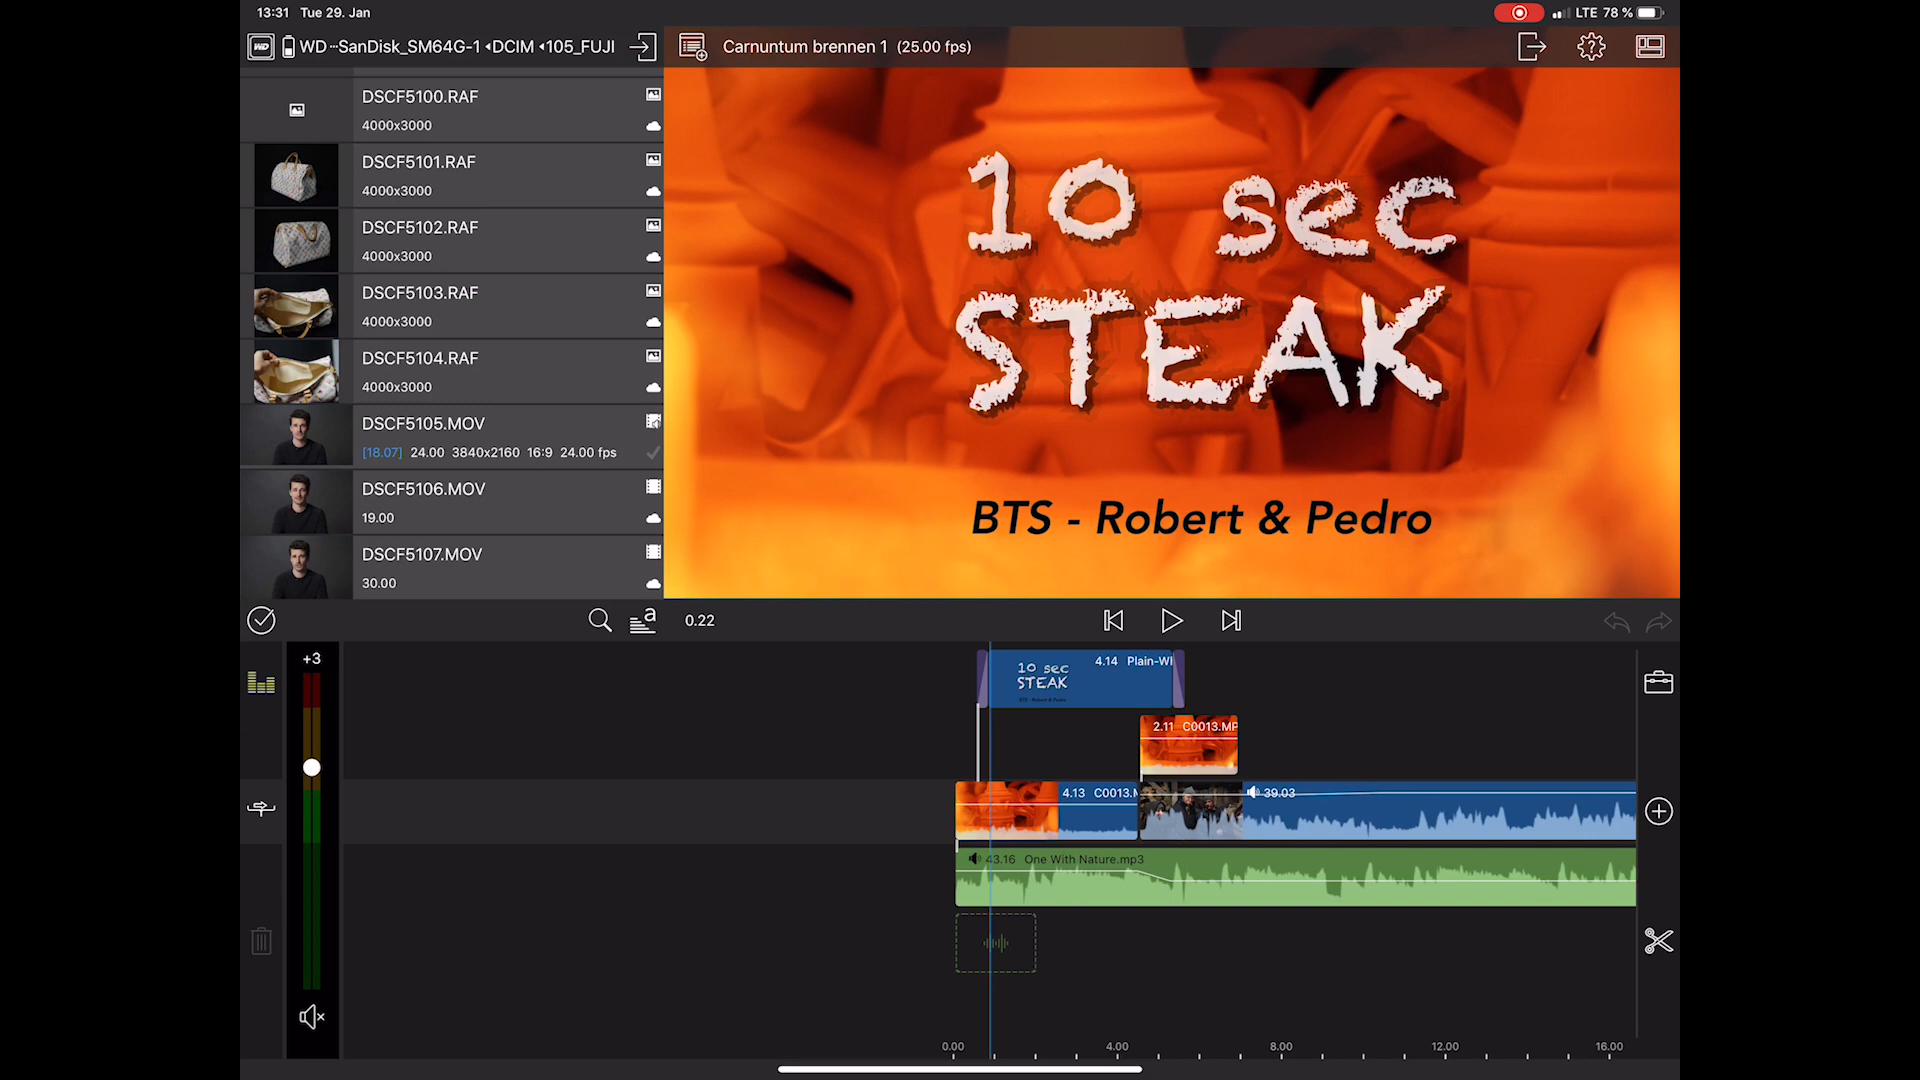 13:31 Tue 29. Jan
LTE 78 %
WD WD ··SanDisk_SM64G-1 DCIM 105_FUJI
Carnuntum brennen 1 (25.00 fps)
DSCF5100.RAF
4000x3000
DSCF5101.RAF
4000x3000
DSCF5102.RAF
4000x3000
DSCF5103.RAF
4000x3000
DSCF5104.RAF
4000x3000
DSCF5105.MOV
[18.07] 24.00 3840x2160 16:9 24.00 fps
DSCF5106.MOV
19.00
DSCF5107.MOV
30.00
10 sec
STEAK
BTS - Robert & Pedro
a
0.22
+3
4.14 Plain-WI
10 sec
STEAK
BTS - Robert & Pedro
2.11 C0013.MP
4.13 C0013.M
39.03
43.16 One With Nature.mp3
0.00 4.00 8.00 12.00 16.00